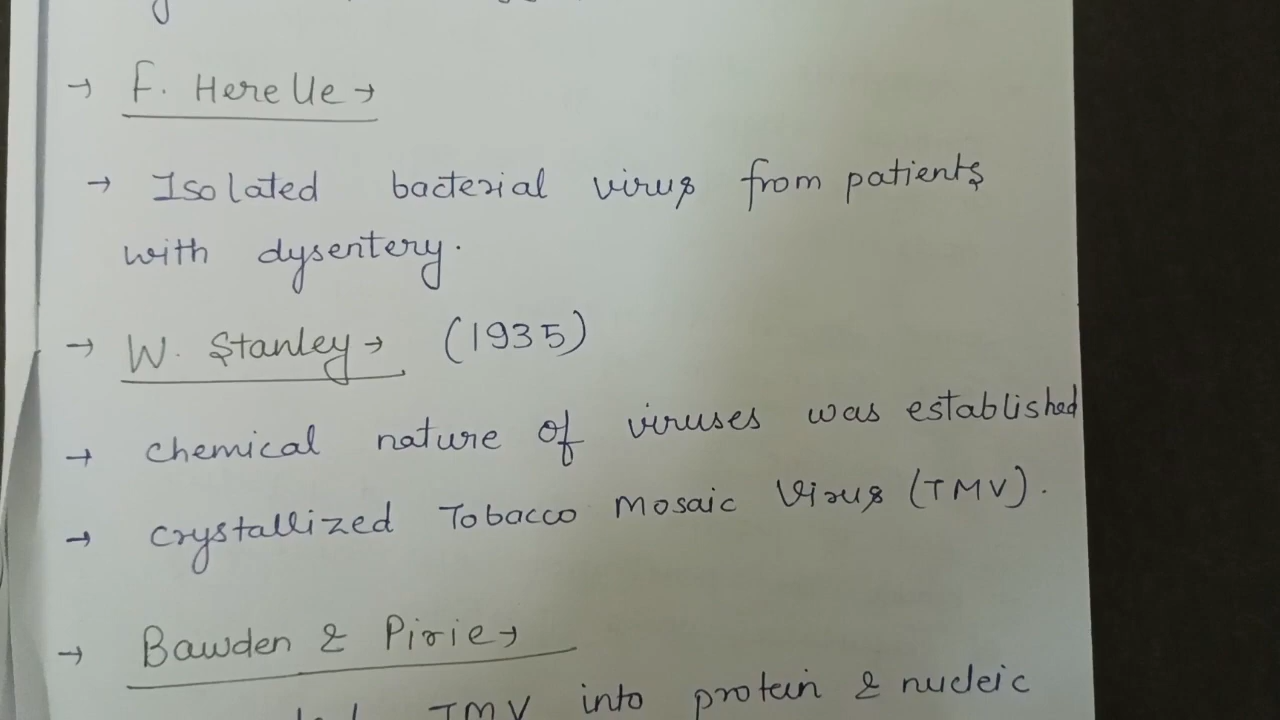 → F. Herelle →
→ Isolated bacterial virus from patients
with dysentery.
→ W. Stanley → (1935)
→ chemical nature of viruses was established
→ crystallized Tobacco Mosaic Virus (TMV).
→ Bawden & Pirie →
TMV into protein & nucleic